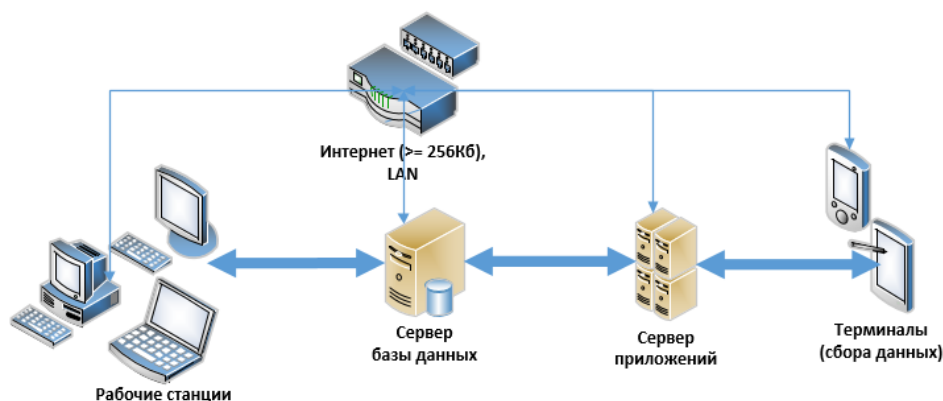 Интернет (>= 256Кб),
LAN
Сервер
базы данных
Сервер
приложений
Терминалы
(сбора данных)
Рабочие станции